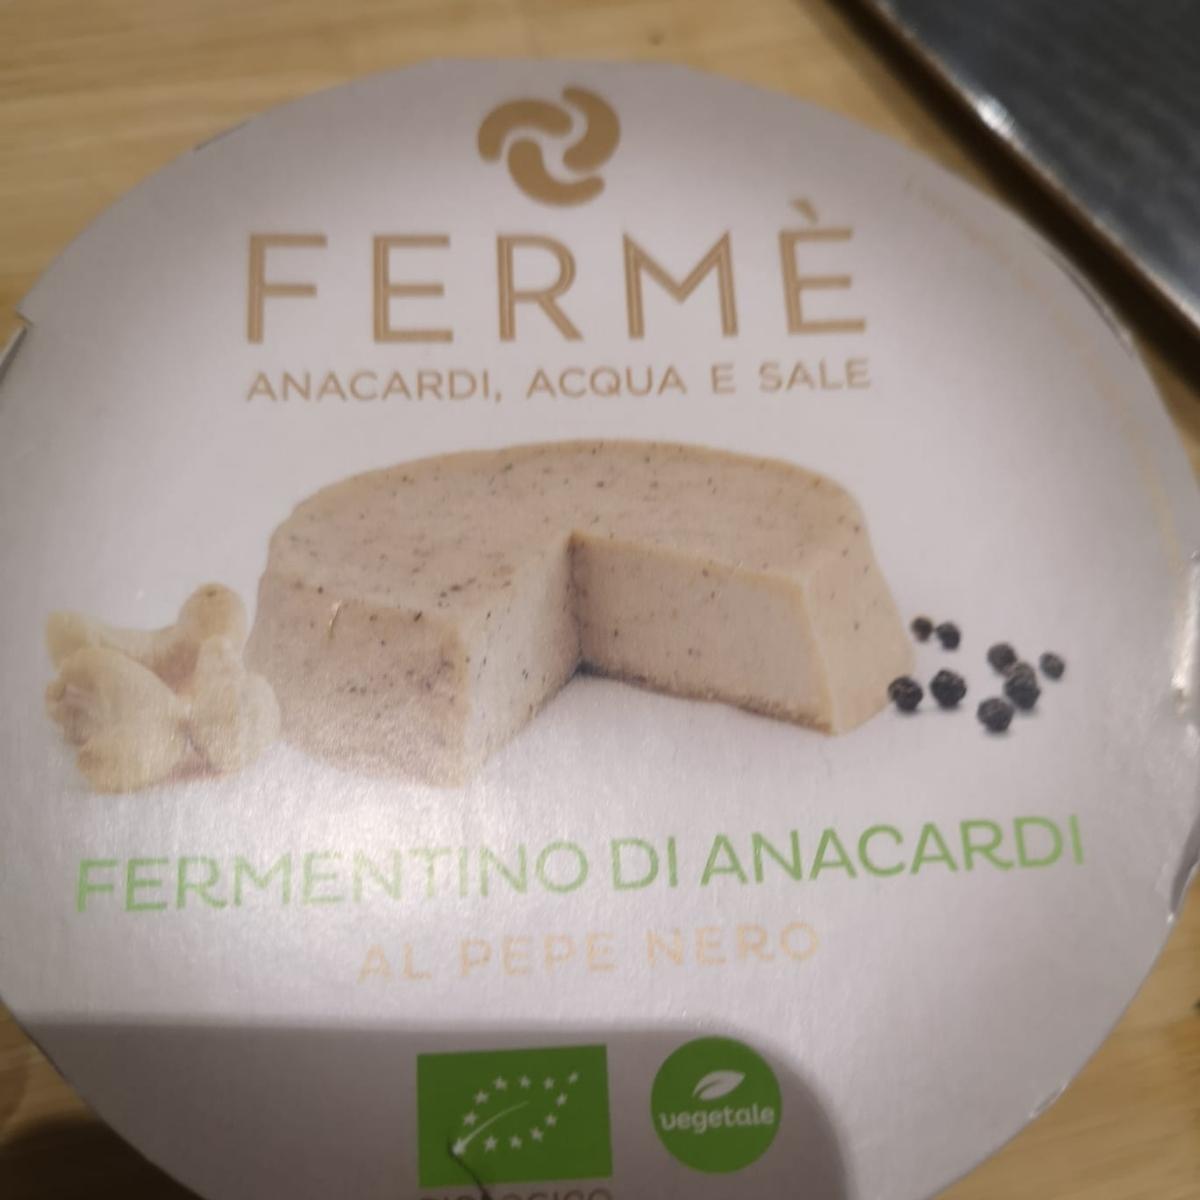 FERMÈ
ANACARDI, ACQUA E SALE
FERMENTINO DI ANACARDI
AL PEPE NERO
vegetale